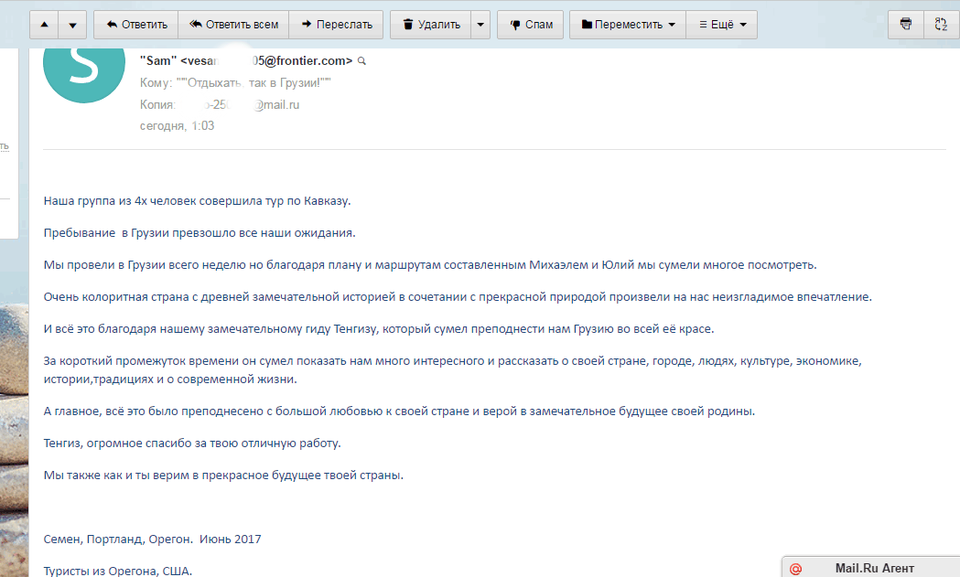 Ответить
Ответить всем
Переслать
Удалить
Спам
Переместить
Ещё
S
"Sam" <vesan 05@frontier.com>
Кому: """Отдыхать, так в Грузии!"""
Копия: -25 @mail.ru
сегодня, 1:03
ть
Наша группа из 4х человек совершила тур по Кавказу.
Пребывание в Грузии превзошло все наши ожидания.
Мы провели в Грузии всего неделю но благодаря плану и маршрутам составленным Михаэлем и Юлий мы сумели многое посмотреть.
Очень колоритная страна с древней замечательной историей в сочетании с прекрасной природой произвели на нас неизгладимое впечатление.
И всё это благодаря нашему замечательному гиду Тенгизу, который сумел преподнести нам Грузию во всей её красе.
За короткий промежуток времени он сумел показать нам много интересного и рассказать о своей стране, городе, людях, культуре, экономике,
истории,традициях и о современной жизни.
А главное, всё это было преподнесено с большой любовью к своей стране и верой в замечательное будущее своей родины.
Тенгиз, огромное спасибо за твою отличную работу.
Мы также как и ты верим в прекрасное будущее твоей страны.
Семен, Портланд, Орегон. Июнь 2017
Туристы из Орегона, США.
Mail.Ru Агент